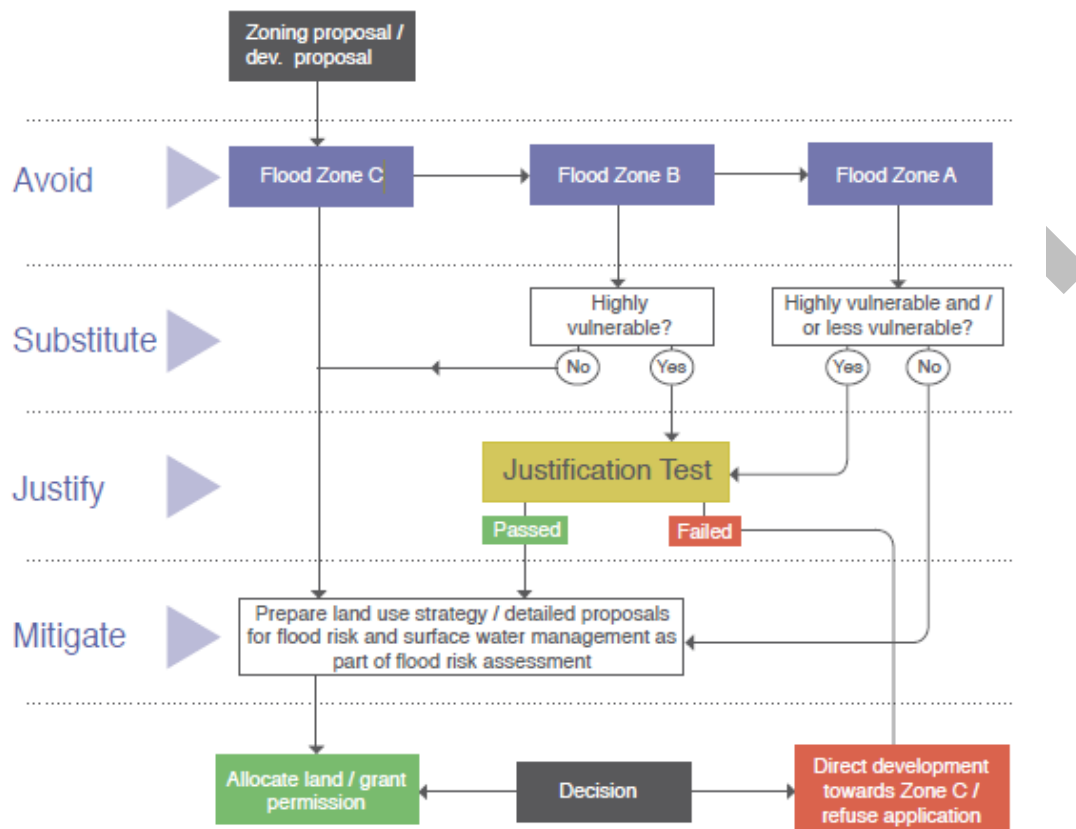 Zoning proposal /
dev. proposal
Avoid
Flood Zone C
Flood Zone B
Flood Zone A
Substitute
Highly
vulnerable?
Highly vulnerable and /
or less vulnerable?
No
Yes
Yes
No
Justify
Justification Test
Passed
Failed
Mitigate
Prepare land use strategy / detailed proposals
for flood risk and surface water management as
part of flood risk assessment
Allocate land / grant
permission
Decision
Direct development
towards Zone C /
refuse application